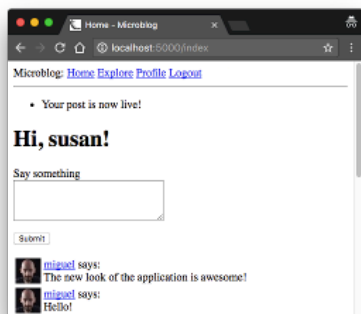 Home - Microblog
localhost:5000/index
Microblog: Home Explore Profile Logout
Your post is now live!
Hi, susan!
Say something
Submit
miguel says:
The new look of the application is awesome!
miguel says:
Hello!